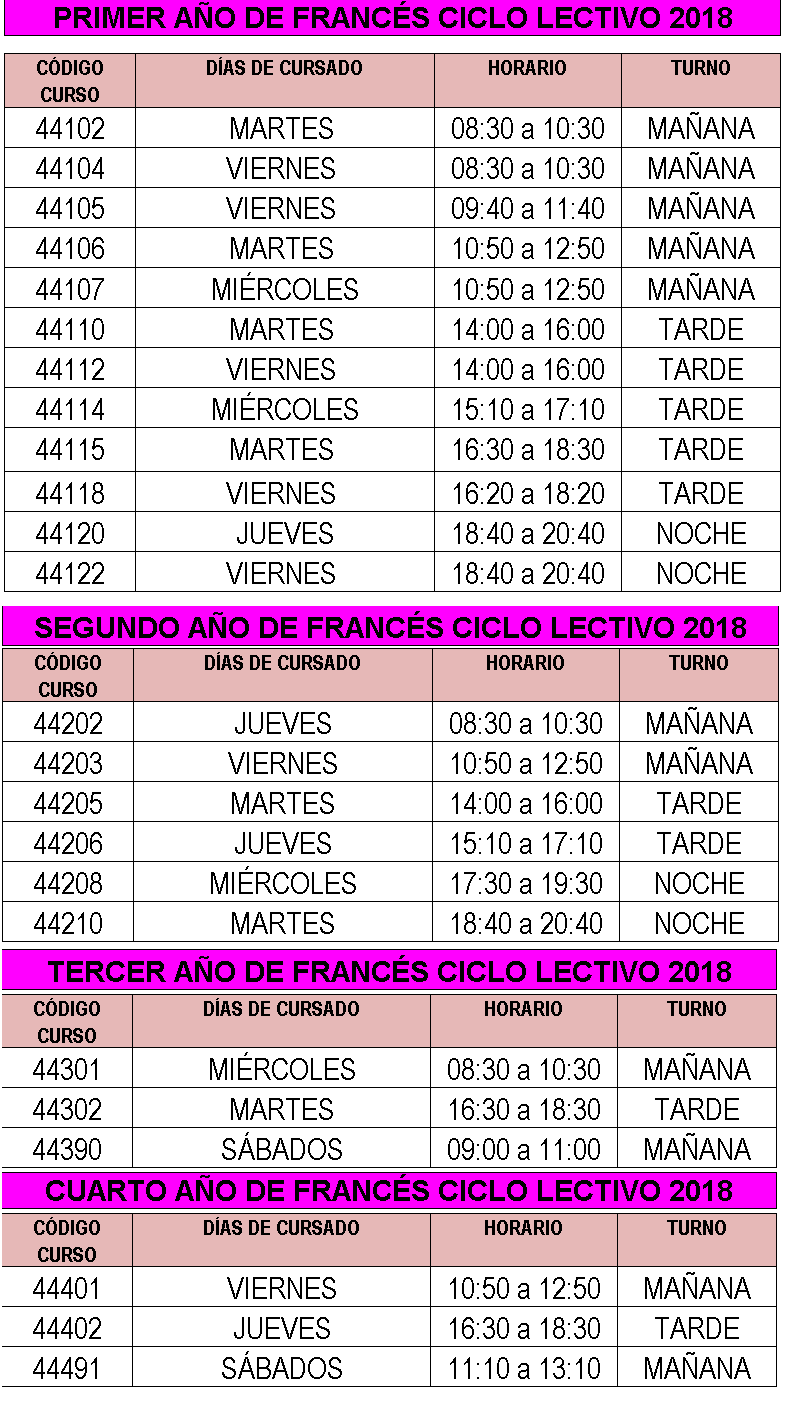 PRIMER AÑO DE FRANCÉS CICLO LECTIVO 2018
CÓDIGO CURSO DÍAS DE CURSADO HORARIO TURNO
44102 MARTES 08:30 a 10:30 MAÑANA
44104 VIERNES 08:30 a 10:30 MAÑANA
44105 VIERNES 09:40 a 11:40 MAÑANA
44106 MARTES 10:50 a 12:50 MAÑANA
44107 MIÉRCOLES 10:50 a 12:50 MAÑANA
44110 MARTES 14:00 a 16:00 TARDE
44112 VIERNES 14:00 a 16:00 TARDE
44114 MIÉRCOLES 15:10 a 17:10 TARDE
44115 MARTES 16:30 a 18:30 TARDE
44118 VIERNES 16:20 a 18:20 TARDE
44120 JUEVES 18:40 a 20:40 NOCHE
44122 VIERNES 18:40 a 20:40 NOCHE
SEGUNDO AÑO DE FRANCÉS CICLO LECTIVO 2018
CÓDIGO CURSO DÍAS DE CURSADO HORARIO TURNO
44202 JUEVES 08:30 a 10:30 MAÑANA
44203 VIERNES 10:50 a 12:50 MAÑANA
44205 MARTES 14:00 a 16:00 TARDE
44206 JUEVES 15:10 a 17:10 TARDE
44208 MIÉRCOLES 17:30 a 19:30 NOCHE
44210 MARTES 18:40 a 20:40 NOCHE
TERCER AÑO DE FRANCÉS CICLO LECTIVO 2018
CÓDIGO CURSO DÍAS DE CURSADO HORARIO TURNO
44301 MIÉRCOLES 08:30 a 10:30 MAÑANA
44302 MARTES 16:30 a 18:30 TARDE
44390 SÁBADOS 09:00 a 11:00 MAÑANA
CUARTO AÑO DE FRANCÉS CICLO LECTIVO 2018
CÓDIGO CURSO DÍAS DE CURSADO HORARIO TURNO
44401 VIERNES 10:50 a 12:50 MAÑANA
44402 JUEVES 16:30 a 18:30 TARDE
44491 SÁBADOS 11:10 a 13:10 MAÑANA